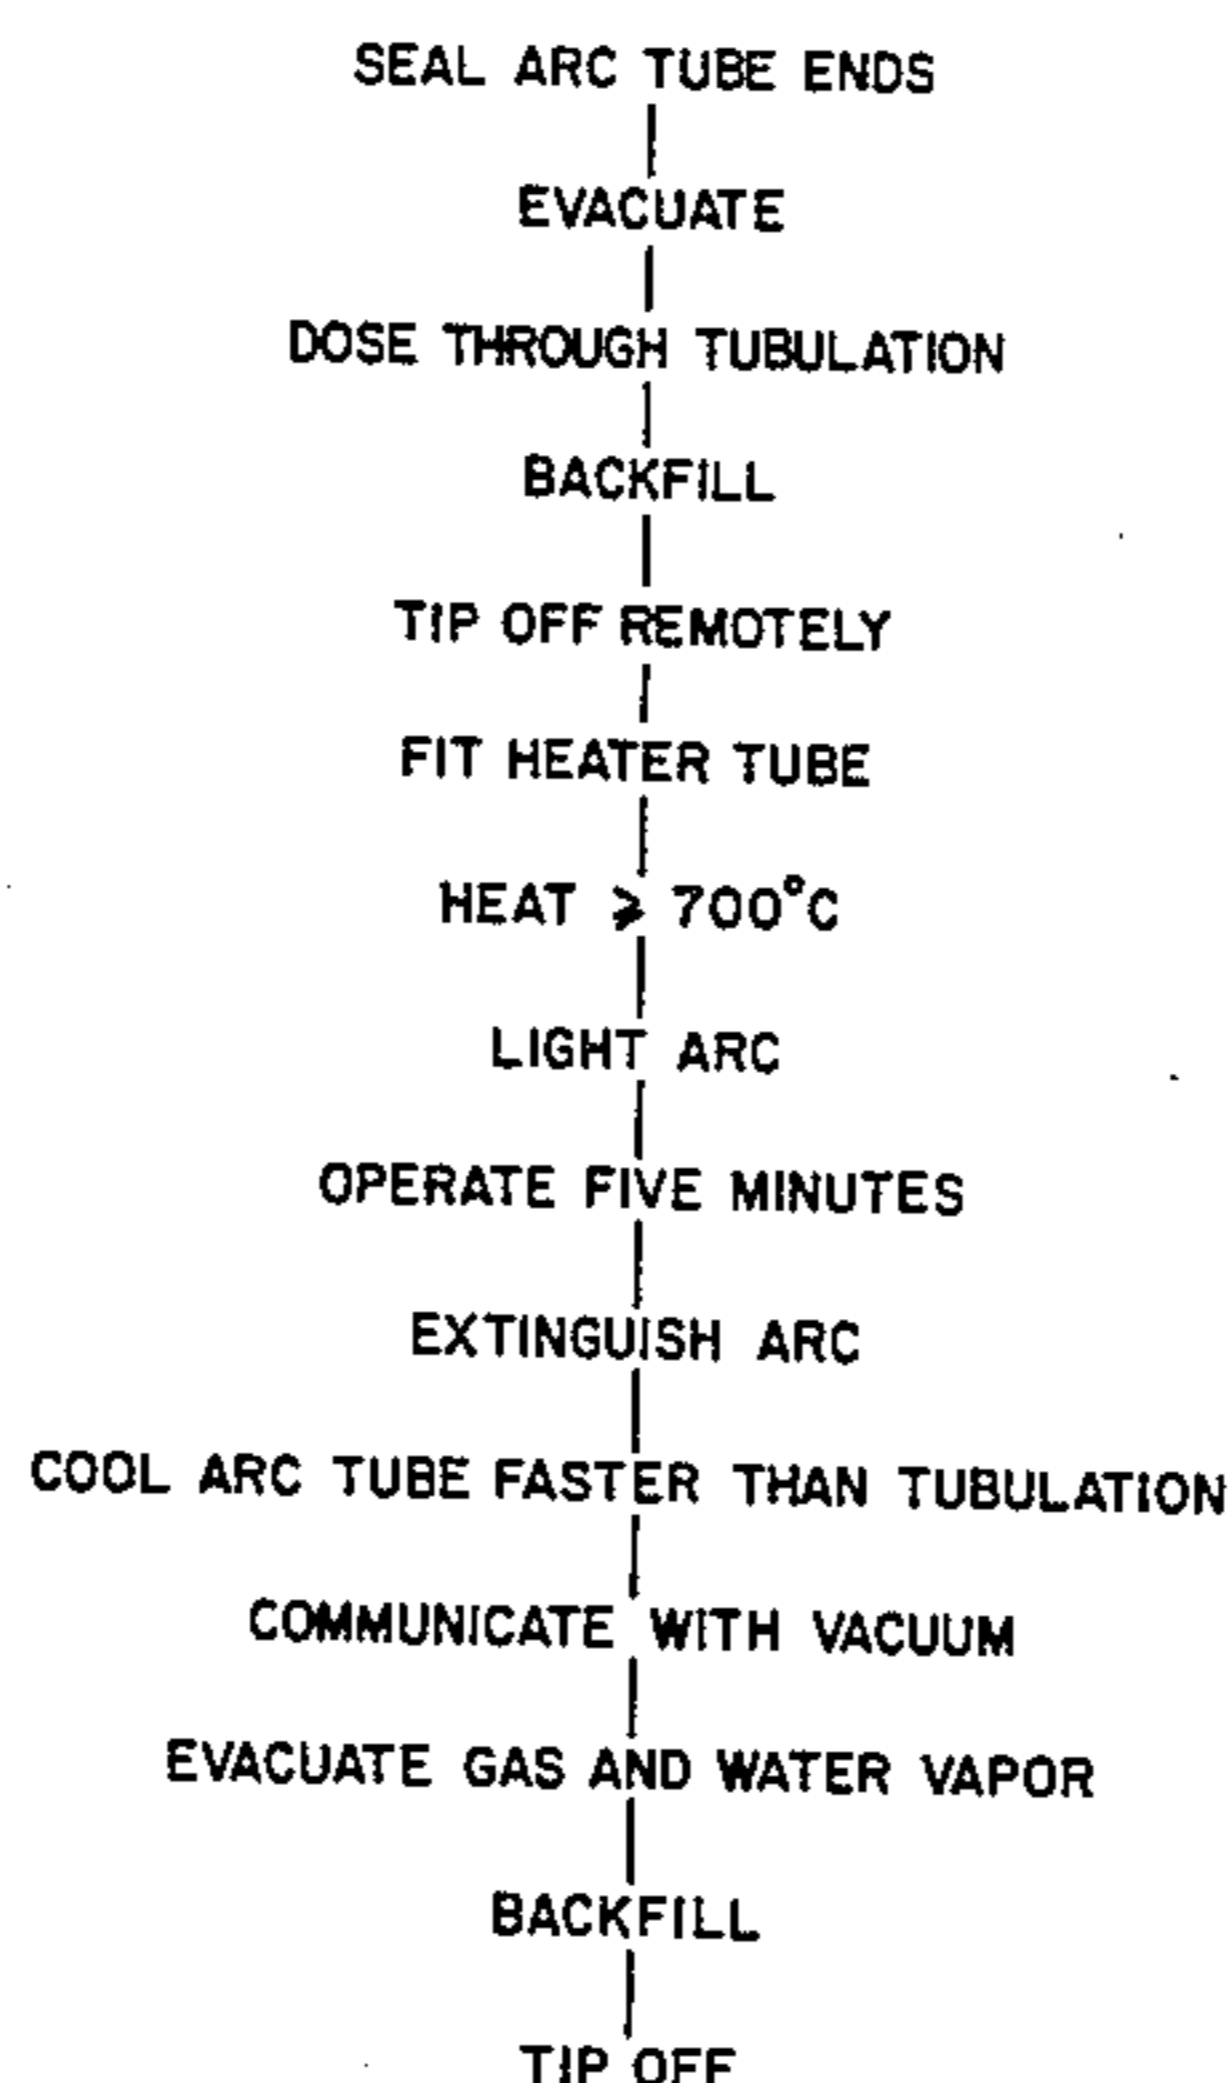 SEAL ARC TUBE ENDS
EVACUATE
DOSE THROUGH TUBULATION
BACKFILL
TIP OFF REMOTELY
FIT HEATER TUBE
HEAT ⩾ 700°C
LIGHT ARC
OPERATE FIVE MINUTES
EXTINGUISH ARC
COOL ARC TUBE FASTER THAN TUBULATION
COMMUNICATE WITH VACUUM
EVACUATE GAS AND WATER VAPOR
BACKFILL
TIP OFF